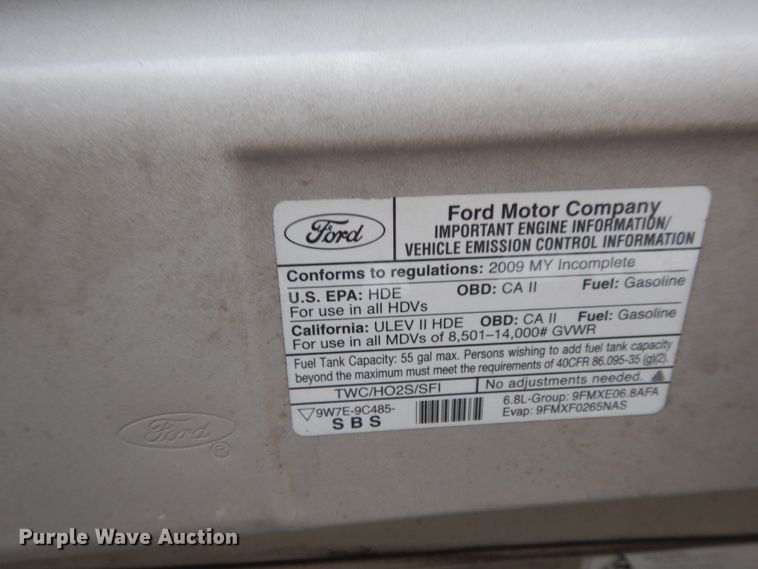 Ford
Ford Motor Company
IMPORTANT ENGINE INFORMATION/
VEHICLE EMISSION CONTROL INFORMATION
Conforms to regulations: 2009 MY Incomplete
U.S. EPA: HDE OBD: CA II Fuel: Gasoline
For use in all HDVs
California: ULEV II HDE OBD: CA II Fuel: Gasoline
For use in all MDVs of 8,501–14,000# GVWR
Fuel Tank Capacity: 55 gal max. Persons wishing to add fuel tank capacity
beyond the maximum must meet the requirements of 40CFR 86.095-35 (g)(2).
TWC/HO2S/SFI No adjustments needed.
9W7E-9C485-
SBS
6.8L-Group: 9FMXE06.8AFA
Evap: 9FMXF0265NAS
Ford ®
Purple Wave Auction